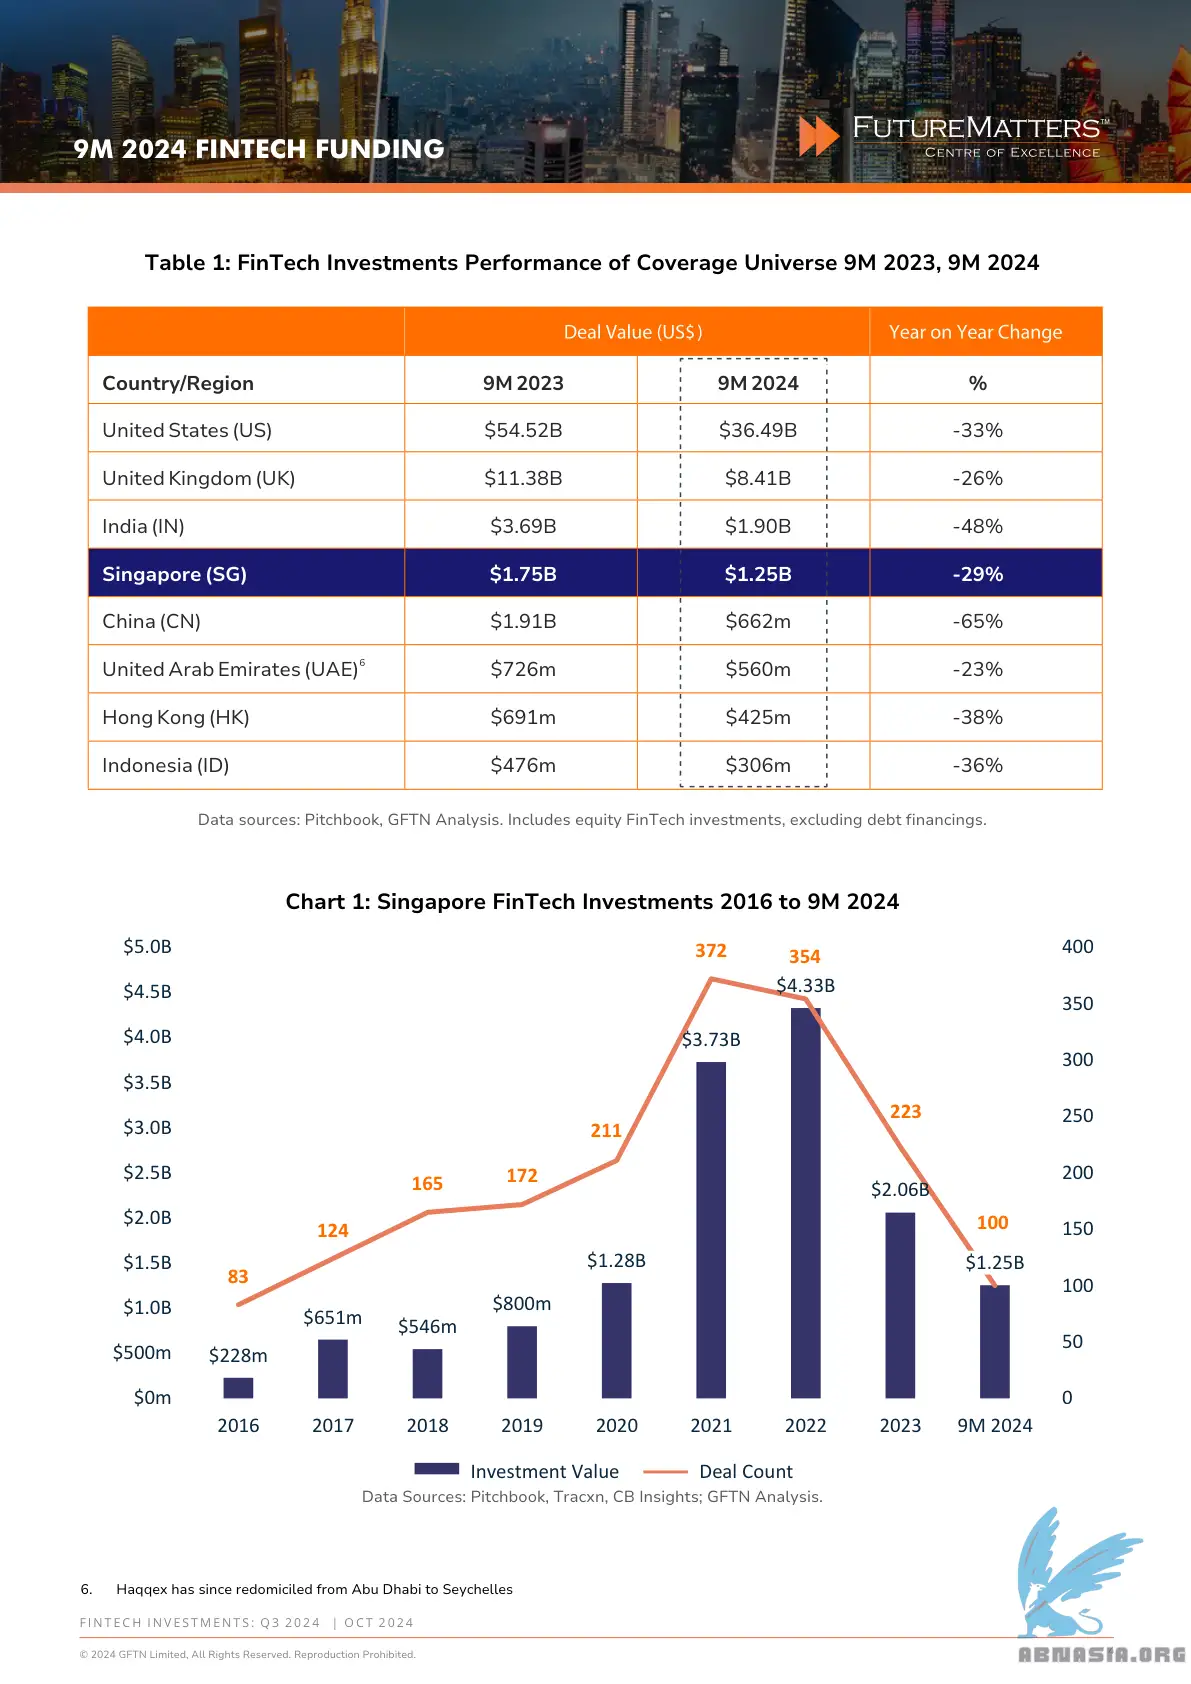 9M 2024 FINTECH FUNDING
FUTUREMATTERS™
CENTRE OF EXCELLENCE
Table 1: FinTech Investments Performance of Coverage Universe 9M 2023, 9M 2024
Deal Value (US$) Year on Year Change
Country/Region 9M 2023 9M 2024 %
United States (US) $54.52B $36.49B -33%
United Kingdom (UK) $11.38B $8.41B -26%
India (IN) $3.69B $1.90B -48%
Singapore (SG) $1.75B $1.25B -29%
China (CN) $1.91B $662m -65%
United Arab Emirates (UAE)6 $726m $560m -23%
Hong Kong (HK) $691m $425m -38%
Indonesia (ID) $476m $306m -36%
Data sources: Pitchbook, GFTN Analysis. Includes equity FinTech investments, excluding debt financings.
Chart 1: Singapore FinTech Investments 2016 to 9M 2024
$5.0B
$4.5B
$4.0B
$3.5B
$3.0B
$2.5B
$2.0B
$1.5B
$1.0B
$500m
$0m
83
124
165
172
211
372
354
223
100
$228m
$651m
$546m
$800m
$1.28B
$3.73B
$4.33B
$2.06B
$1.25B
400
350
300
250
200
150
100
50
0
2016 2017 2018 2019 2020 2021 2022 2023 9M 2024
Investment Value Deal Count
Data Sources: Pitchbook, Tracxn, CB Insights; GFTN Analysis.
6. Haqqex has since redomiciled from Abu Dhabi to Seychelles
FINTECH INVESTMENTS: Q3 2024 | OCT 2024
© 2024 GFTN Limited, All Rights Reserved. Reproduction Prohibited.
ABNASIA.ORG